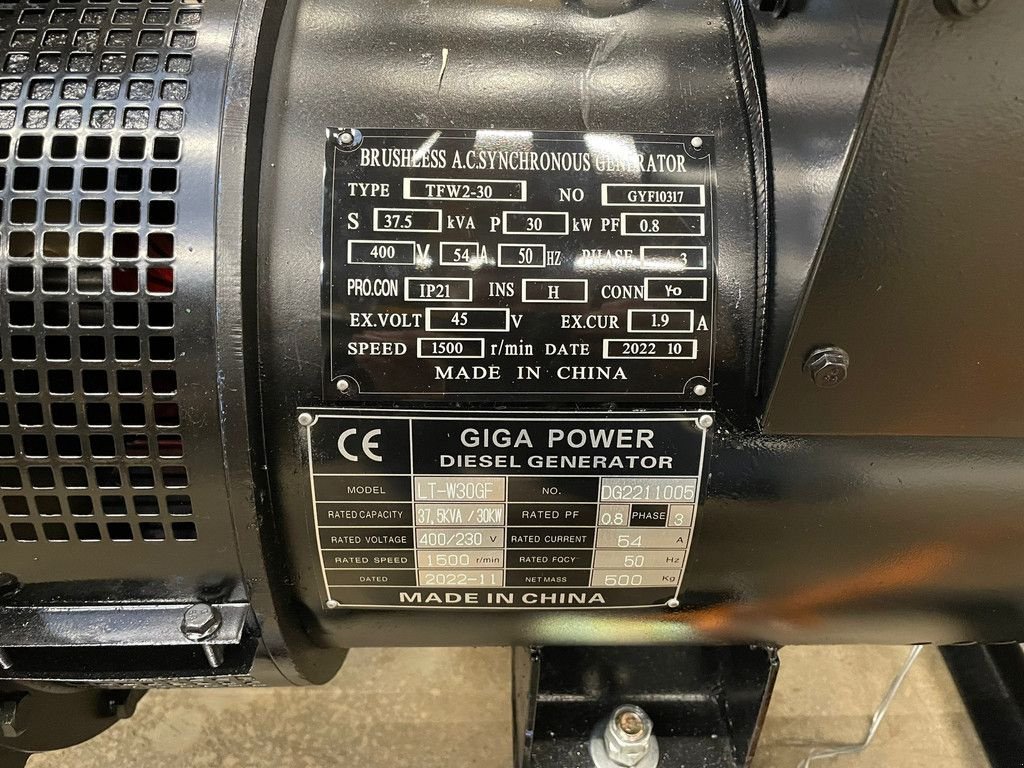 BRUSHLESS A.C.SYNCHRONOUS GENERATOR
TYPE TFW2-30 NO GYF10317
S 37.5 kVA P 30 kW PF 0.8
400 V 54 A 50 HZ PHASE 3
PRO.CON IP21 INS H CONN Y-0
EX.VOLT 45 V EX.CUR 1.9 A
SPEED 1500 r/min DATE 2022 10
MADE IN CHINA
CE GIGA POWER
DIESEL GENERATOR
MODEL LT-W30GF NO. DG2211005
RATED CAPACITY 37,5KVA / 30KW RATED PF 0.8 PHASE 3
RATED VOLTAGE 400/230 V RATED CURRENT 54 A
RATED SPEED 1500 r/min RATED FQCY 50 Hz
DATED 2022-11 NET MASS 500 Kg
MADE IN CHINA